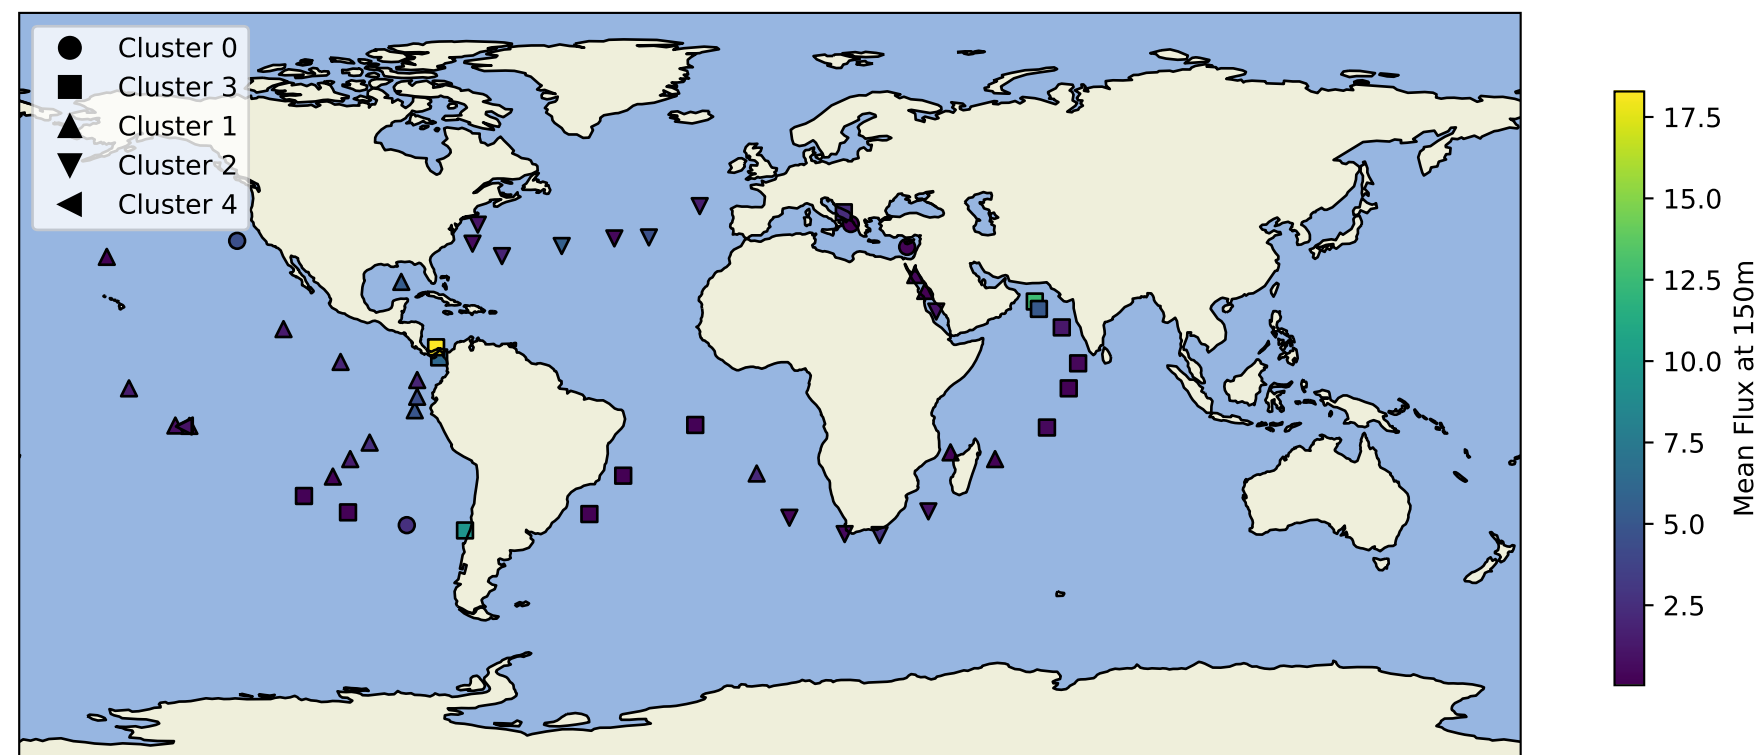 Cluster 0
Cluster 3
Cluster 1
Cluster 2
Cluster 4
17.5
15.0
12.5
10.0
7.5
5.0
2.5
Mean Flux at 150m